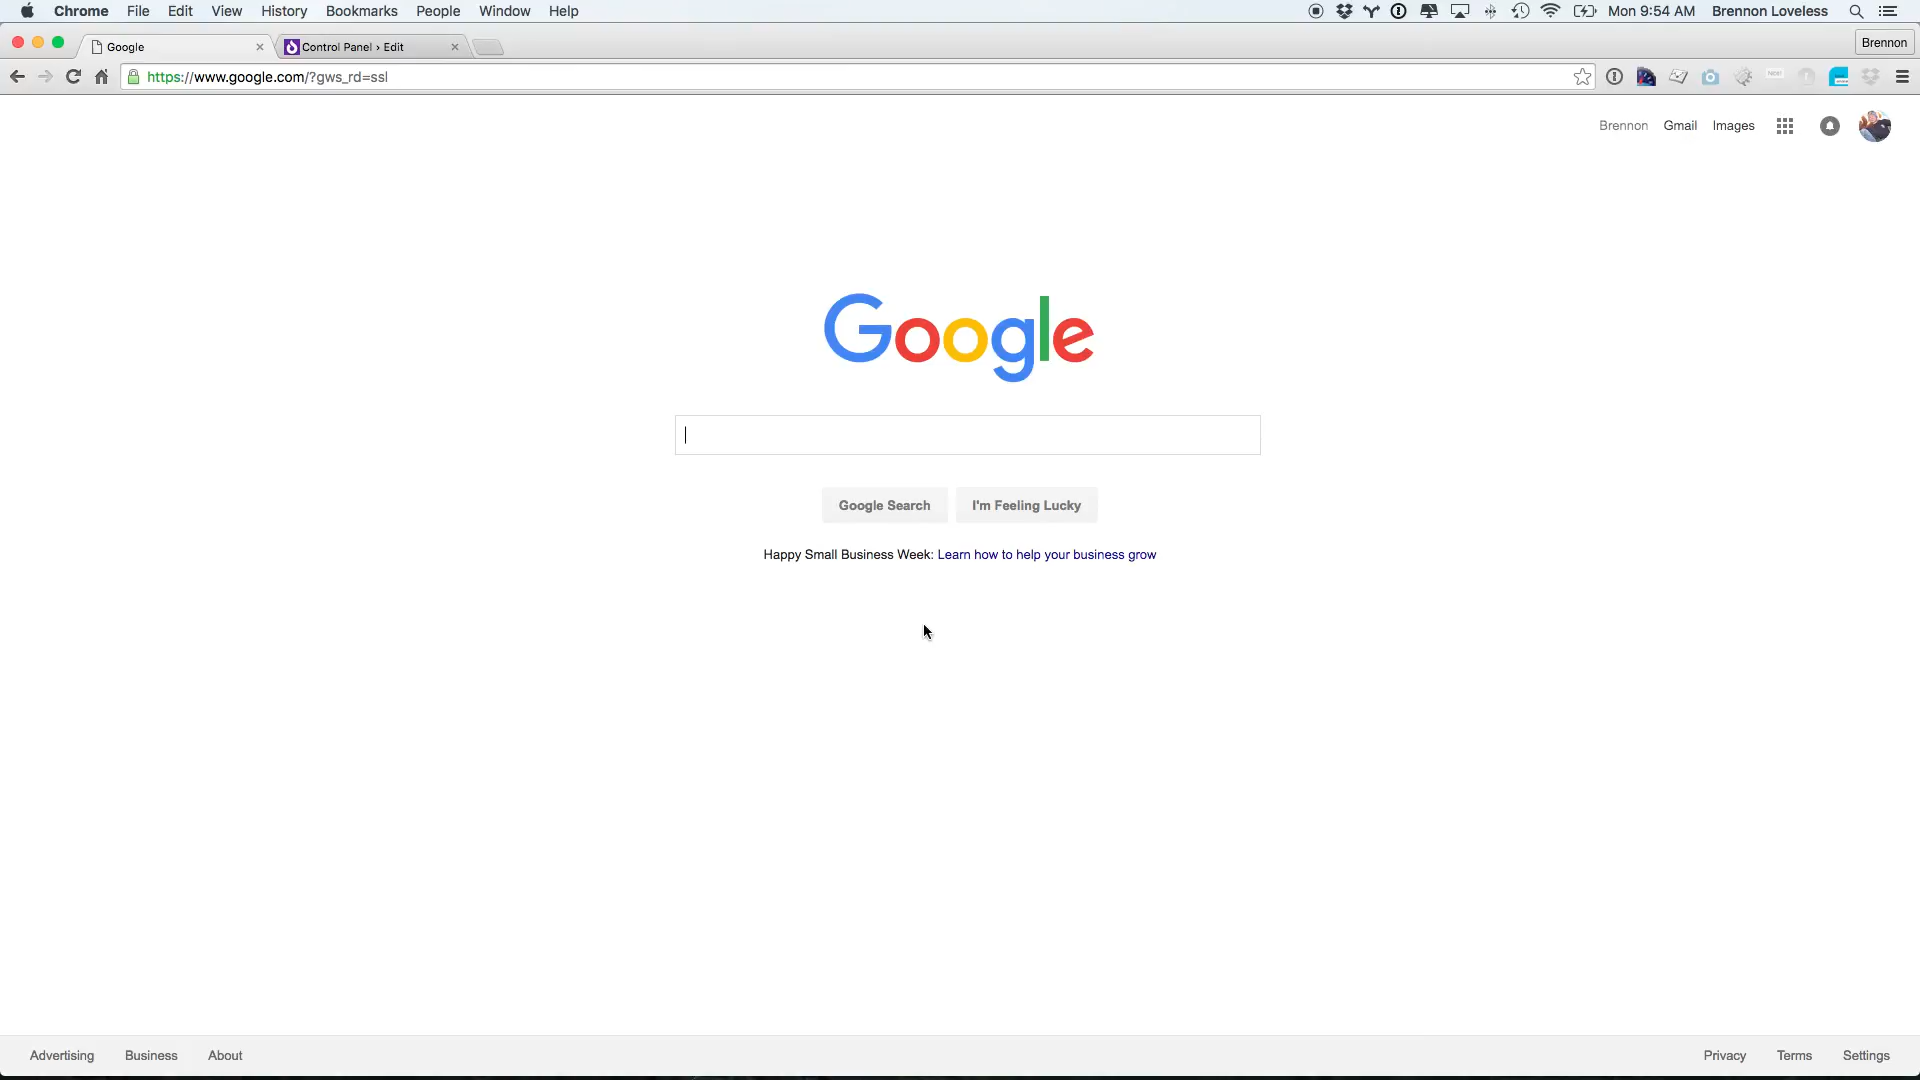 Chrome File Edit View History Bookmarks People Window Help Mon 9:54 AM Brennon Loveless
Google Control Panel › Edit Brennon
https://www.google.com/?gws_rd=ssl
Brennon Gmail Images
Google
Google Search I'm Feeling Lucky
Happy Small Business Week: Learn how to help your business grow
Advertising Business About Privacy Terms Settings